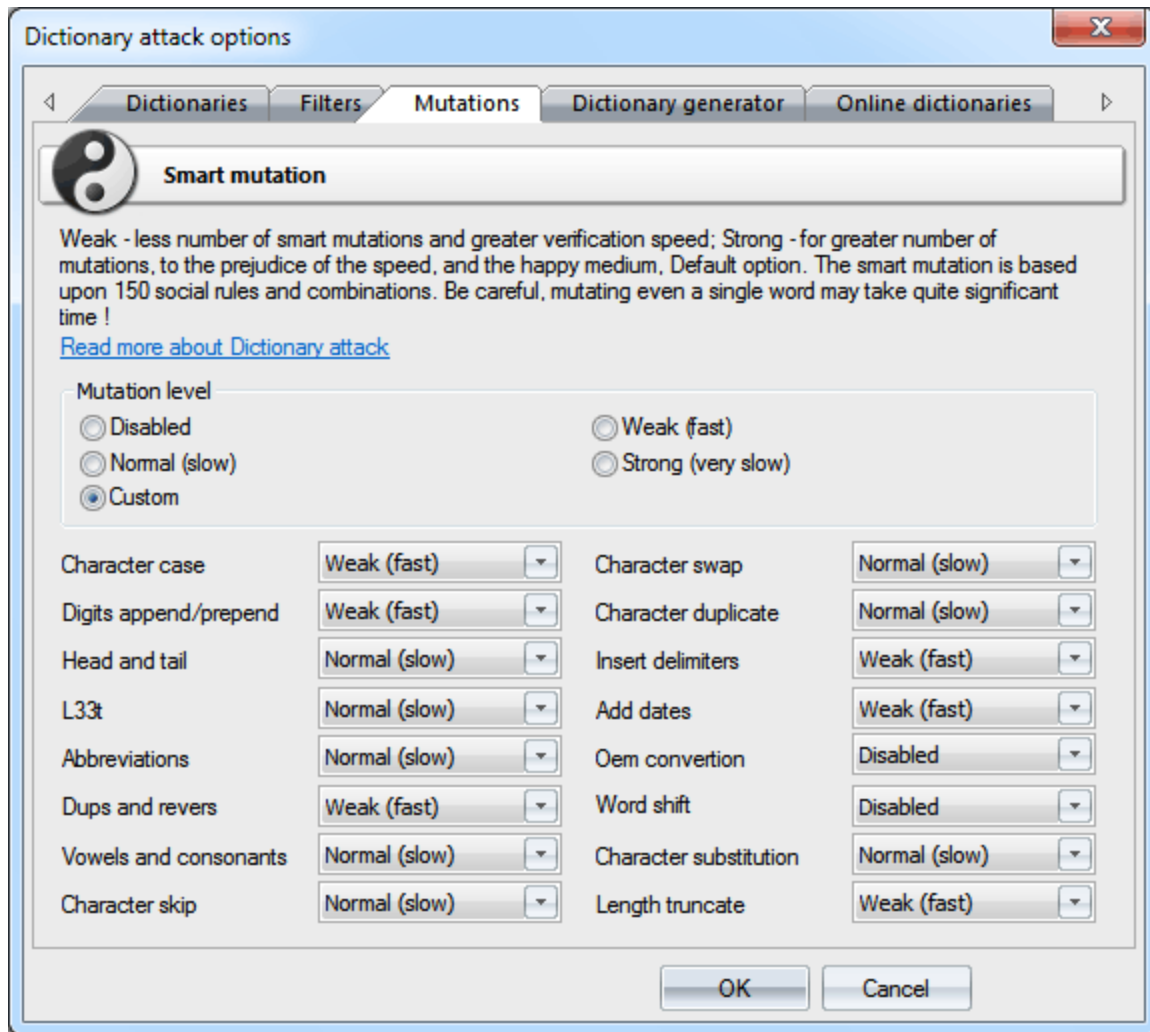 Dictionary attack options
Dictionaries Filters Mutations Dictionary generator Online dictionaries
Smart mutation
Weak - less number of smart mutations and greater verification speed; Strong - for greater number of
mutations, to the prejudice of the speed, and the happy medium, Default option. The smart mutation is based
upon 150 social rules and combinations. Be careful, mutating even a single word may take quite significant
time !
Read more about Dictionary attack
Mutation level
Disabled Weak (fast)
Normal (slow) Strong (very slow)
Custom
Character case Weak (fast) Character swap Normal (slow)
Digits append/prepend Weak (fast) Character duplicate Normal (slow)
Head and tail Normal (slow) Insert delimiters Weak (fast)
L33t Normal (slow) Add dates Weak (fast)
Abbreviations Normal (slow) Oem convertion Disabled
Dups and revers Weak (fast) Word shift Disabled
Vowels and consonants Normal (slow) Character substitution Normal (slow)
Character skip Normal (slow) Length truncate Weak (fast)
OK Cancel